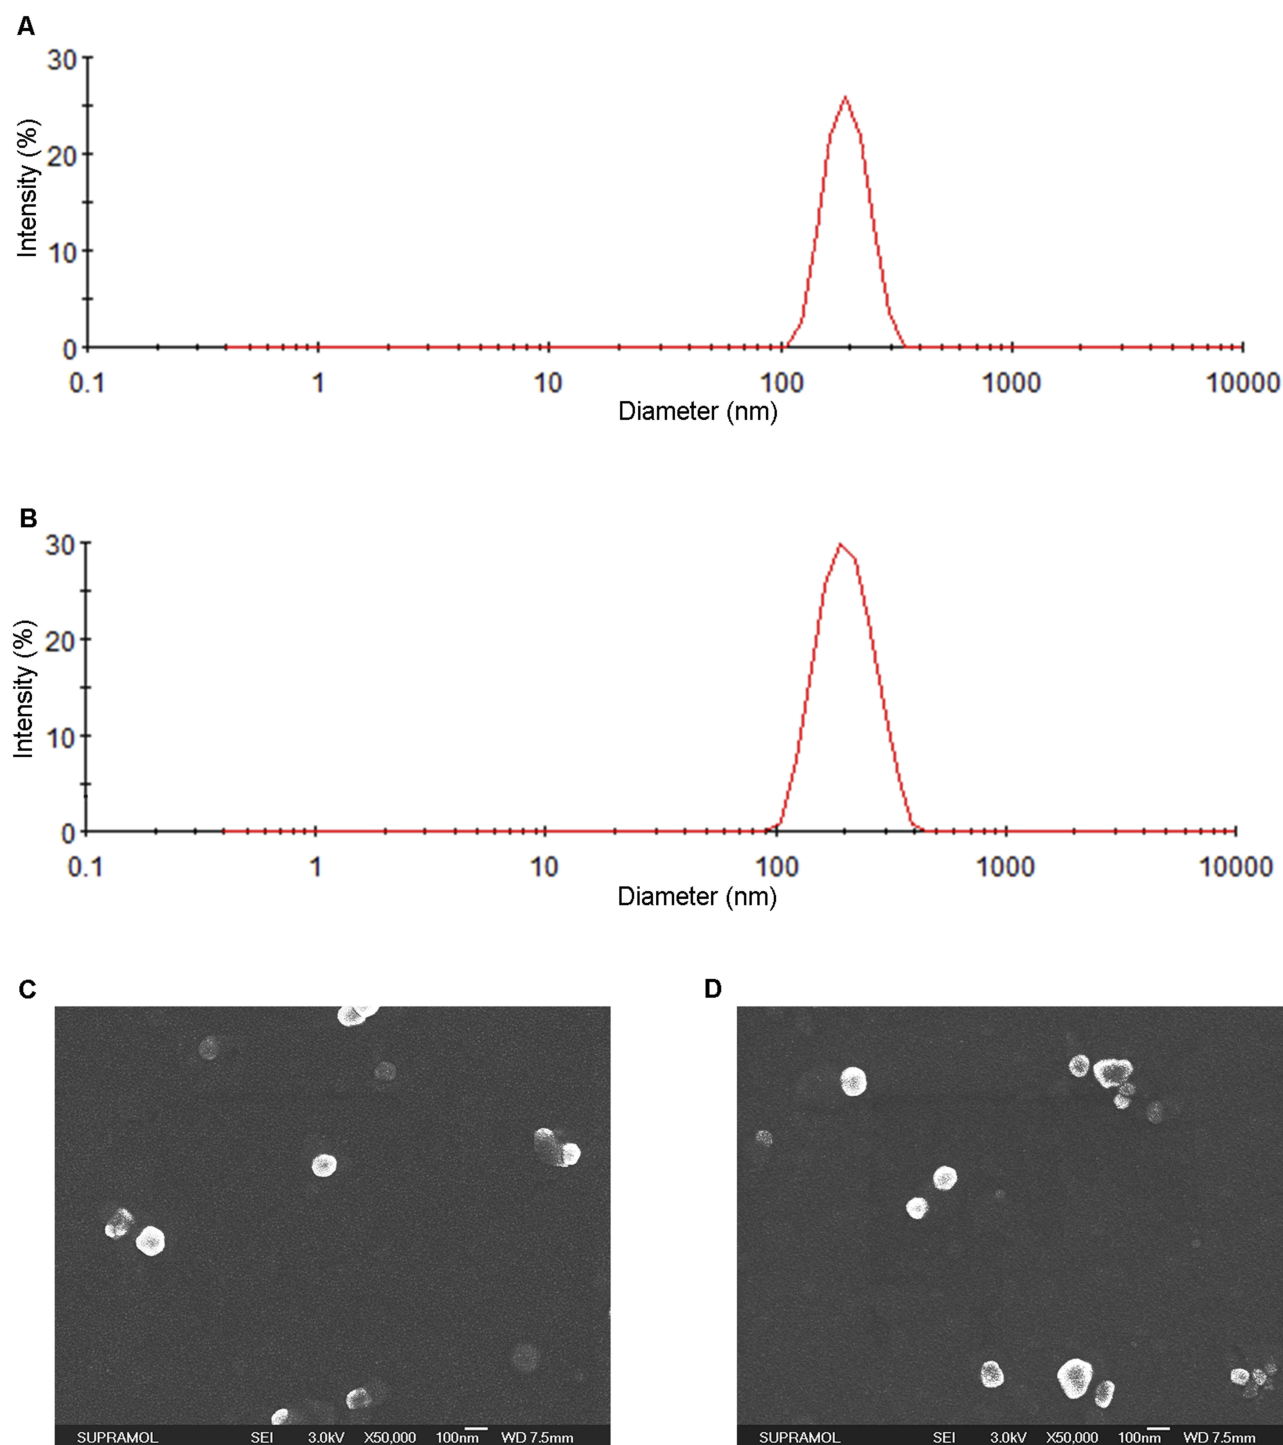 A
Intensity (%)
30
20
10
0
0.1 1 10 100 1000 10000
Diameter (nm)
B
Intensity (%)
30
20
10
0
0.1 1 10 100 1000 10000
Diameter (nm)
C
D
SUPRAMOL SEI 3.0kV X50,000 100nm WD 7.5mm
SUPRAMOL SEI 3.0kV X50,000 100nm WD 7.5mm